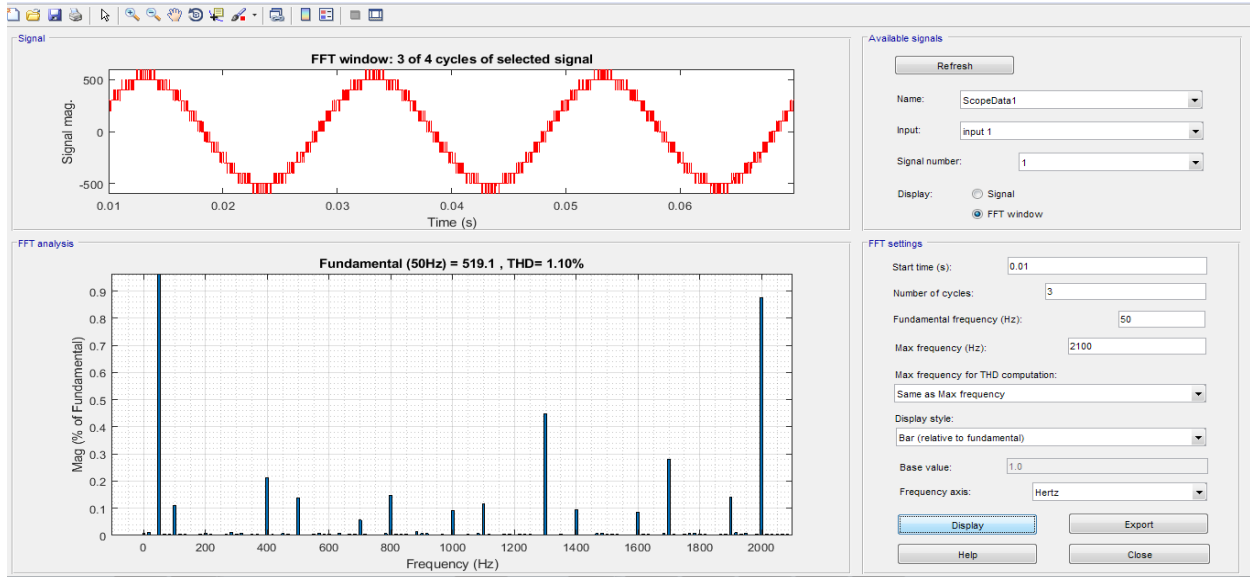 Signal
FFT window: 3 of 4 cycles of selected signal
500
0
-500
Signal mag.
0.01
0.02
0.03
0.04
0.05
0.06
Time (s)
FFT analysis
Fundamental (50Hz) = 519.1 , THD= 1.10%
0.9
0.8
0.7
0.6
0.5
0.4
0.3
0.2
0.1
0
Mag (% of Fundamental)
0
200
400
600
800
1000
1200
1400
1600
1800
2000
Frequency (Hz)
Available signals
Refresh
Name:
ScopeData1
Input:
input 1
Signal number:
1
Display:
Signal
FFT window
FFT settings
Start time (s):
0.01
Number of cycles:
3
Fundamental frequency (Hz):
50
Max frequency (Hz):
2100
Max frequency for THD computation:
Same as Max frequency
Display style:
Bar (relative to fundamental)
Base value:
1.0
Frequency axis:
Hertz
Display
Export
Help
Close